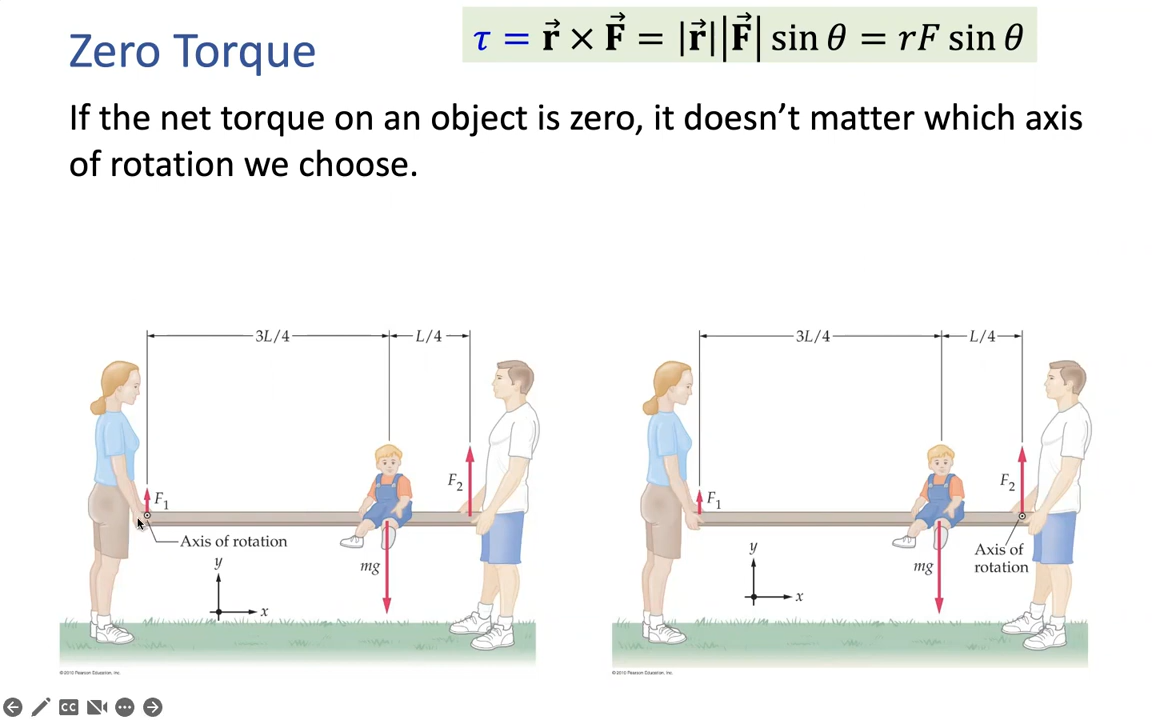 Zero Torque
τ = r⃗ × F⃗ = |r⃗||F⃗| sin θ = rF sin θ
If the net torque on an object is zero, it doesn’t matter which axis
of rotation we choose.
3L/4 L/4
F₁
F₂
Axis of rotation
mg
y
x
©2010 Pearson Education, Inc.
3L/4 L/4
F₁
F₂
Axis of
rotation
mg
y
x
©2010 Pearson Education, Inc.
CC